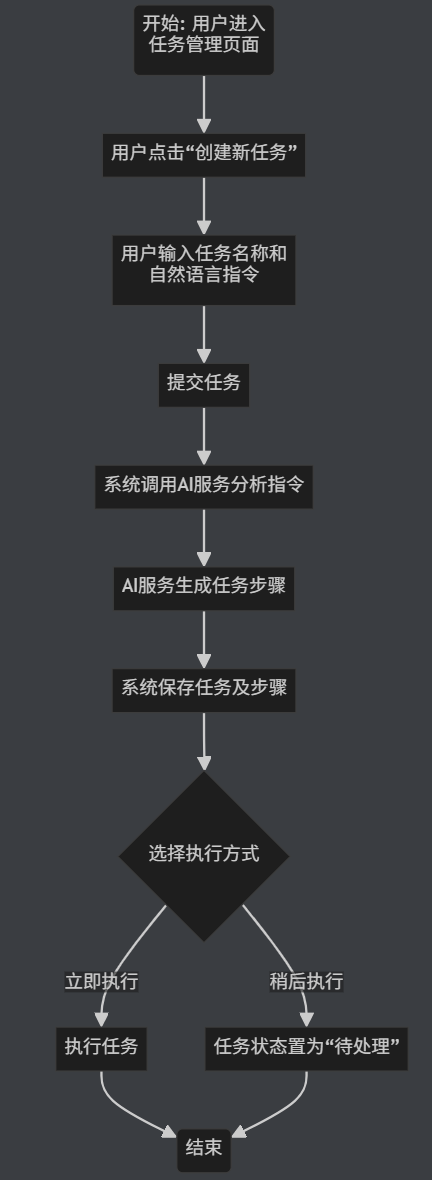 开始: 用户进入
任务管理页面
用户点击“创建新任务”
用户输入任务名称和
自然语言指令
提交任务
系统调用AI服务分析指令
AI服务生成任务步骤
系统保存任务及步骤
选择执行方式
立即执行
稍后执行
执行任务
任务状态置为“待处理”
结束